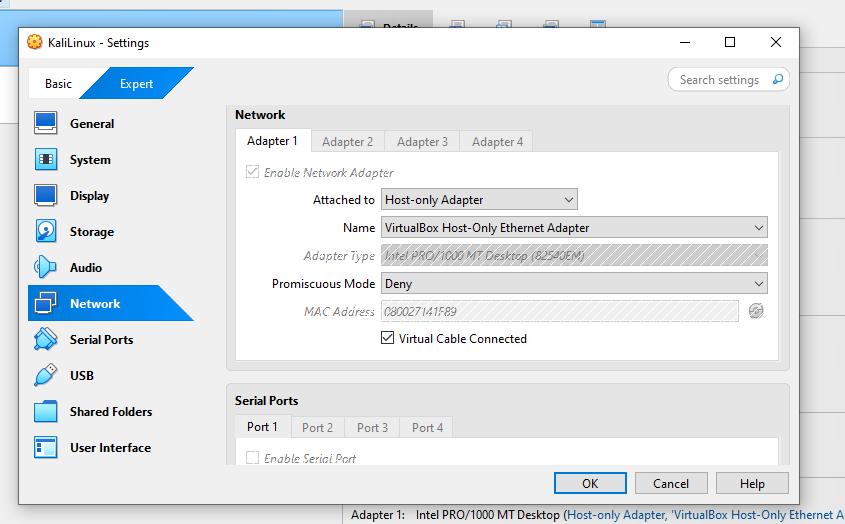 Details
KaliLinux - Settings
Basic
Expert
Search settings
General
System
Display
Storage
Audio
Network
Serial Ports
USB
Shared Folders
User Interface
Network
Adapter 1
Adapter 2
Adapter 3
Adapter 4
Enable Network Adapter
Attached to
Host-only Adapter
Name
VirtualBox Host-Only Ethernet Adapter
Adapter Type
Intel PRO/1000 MT Desktop (82540EM)
Promiscuous Mode
Deny
MAC Address
080027141F89
Virtual Cable Connected
Serial Ports
Port 1
Port 2
Port 3
Port 4
Enable Serial Port
OK
Cancel
Help
Adapter 1: Intel PRO/1000 MT Desktop (Host-only Adapter, 'VirtualBox Host-Only Ethernet A